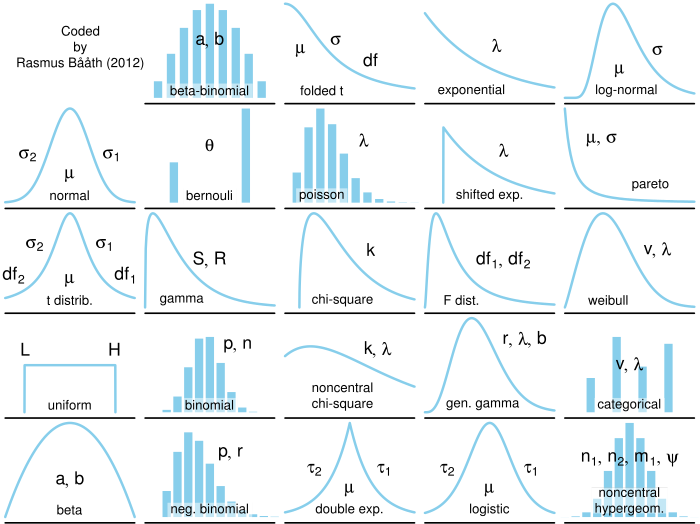 Coded
by
Rasmus Bååth (2012)
a, b
beta-binomial
μ σ df
folded t
λ
exponential
μ σ
log-normal
σ2 μ σ1
normal
θ
bernouli
λ
poisson
λ
shifted exp.
μ, σ
pareto
σ2 σ1
df2 μ df1
t distrib.
S, R
gamma
k
chi-square
df1, df2
F dist.
v, λ
weibull
L H
uniform
p, n
binomial
k, λ
noncentral
chi-square
r, λ, b
gen. gamma
v, λ
categorical
a, b
beta
p, r
neg. binomial
τ2 μ τ1
double exp.
τ2 μ τ1
logistic
n1, n2, m1, ψ
noncentral
hypergeom.